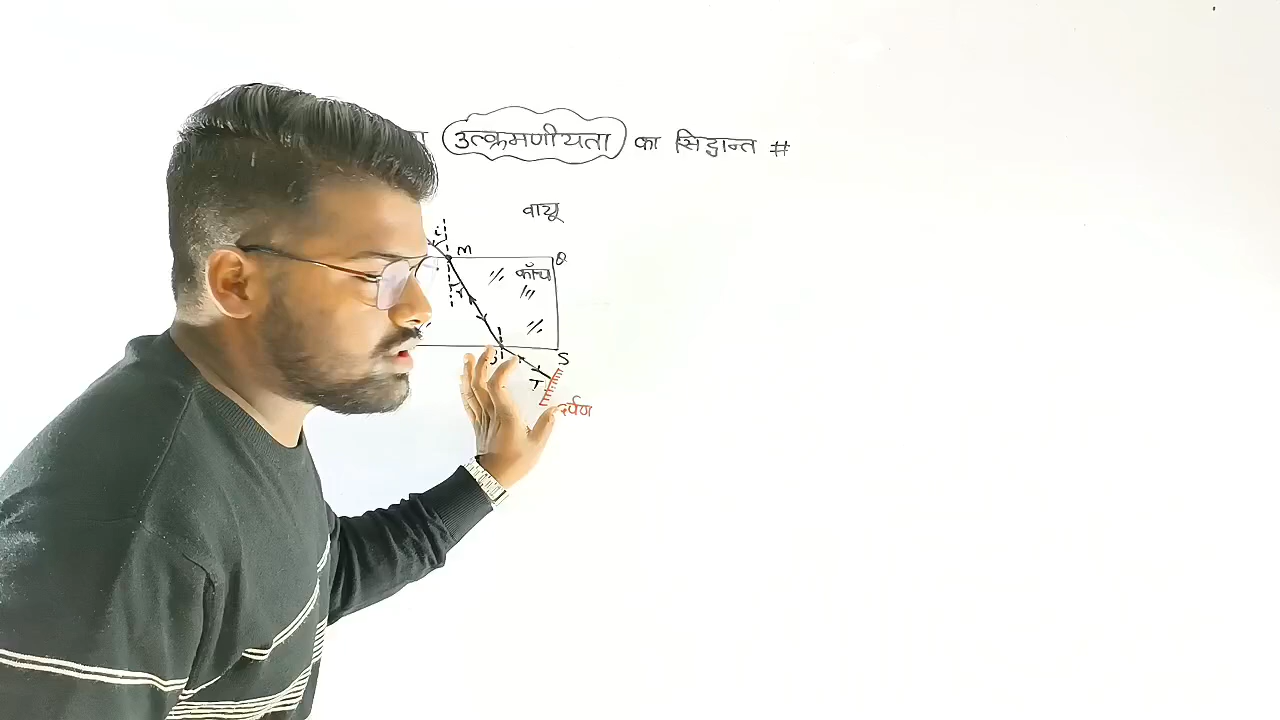 उत्क्रमणीयता का सिद्धान्त #
वायू
i
M
Q
काँच
r
S
T
दर्पण